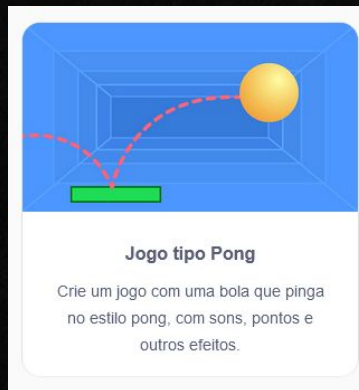 Jogo tipo Pong
Crie um jogo com uma bola que pinga
no estilo pong, com sons, pontos e
outros efeitos.